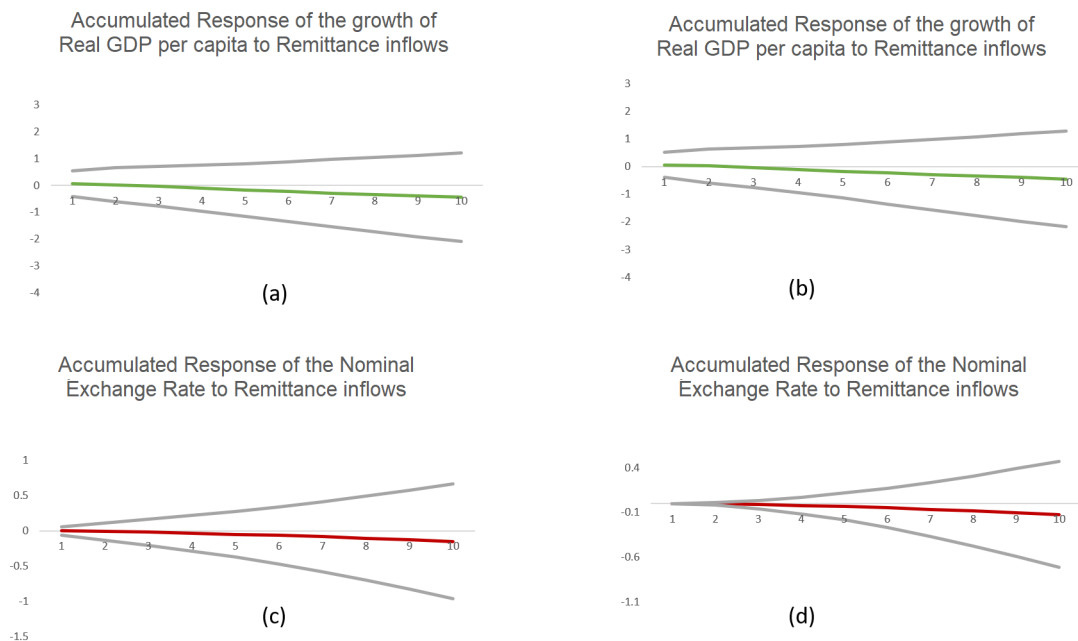 Accumulated Response of the growth of
Real GDP per capita to Remittance inflows
3
2
1
0
-1
-2
-3
-4
1 2 3 4 5 6 7 8 9 10
(a)
Accumulated Response of the growth of
Real GDP per capita to Remittance inflows
3
2
1
0
-1
-2
-3
-4
1 2 3 4 5 6 7 8 9 10
(b)
Accumulated Response of the Nominal
Exchange Rate to Remittance inflows
1
0.5
0
-0.5
-1
-1.5
1 2 3 4 5 6 7 8 9 10
(c)
Accumulated Response of the Nominal
Exchange Rate to Remittance inflows
0.4
-0.1
-0.6
-1.1
1 2 3 4 5 6 7 8 9 10
(d)